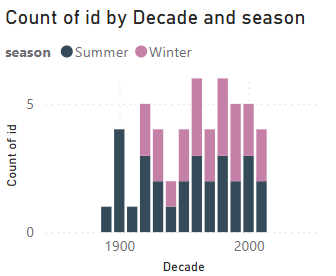 Count of id by Decade and season
season Summer Winter
5
Count of id
0
1900 2000
Decade